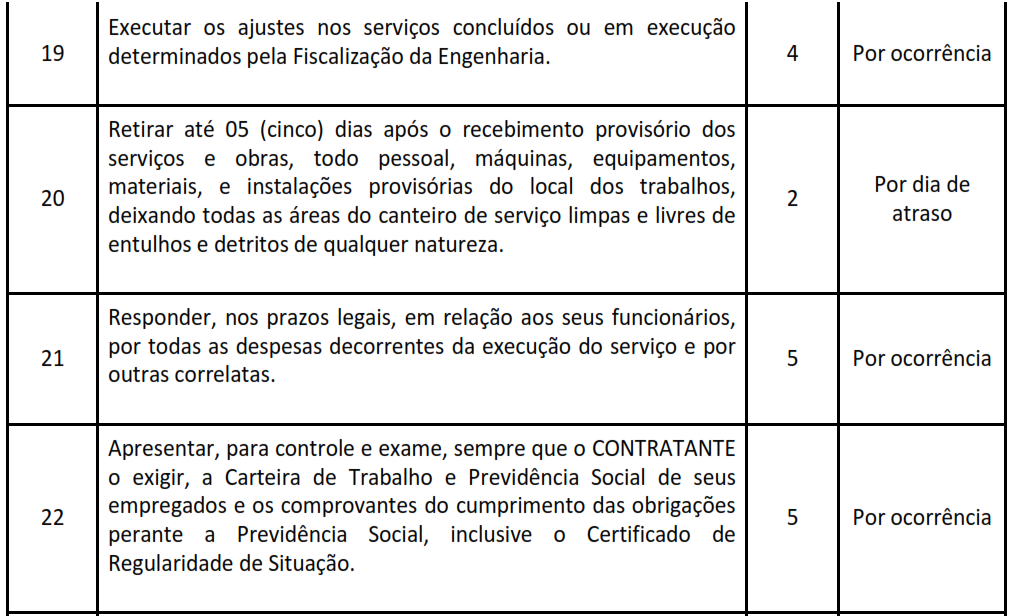 19
Executar os ajustes nos serviços concluídos ou em execução
determinados pela Fiscalização da Engenharia.
4
Por ocorrência
20
Retirar até 05 (cinco) dias após o recebimento provisório dos
serviços e obras, todo pessoal, máquinas, equipamentos,
materiais, e instalações provisórias do local dos trabalhos,
deixando todas as áreas do canteiro de serviço limpas e livres de
entulhos e detritos de qualquer natureza.
2
Por dia de
atraso
21
Responder, nos prazos legais, em relação aos seus funcionários,
por todas as despesas decorrentes da execução do serviço e por
outras correlatas.
5
Por ocorrência
22
Apresentar, para controle e exame, sempre que o CONTRATANTE
o exigir, a Carteira de Trabalho e Previdência Social de seus
empregados e os comprovantes do cumprimento das obrigações
perante a Previdência Social, inclusive o Certificado de
Regularidade de Situação.
5
Por ocorrência